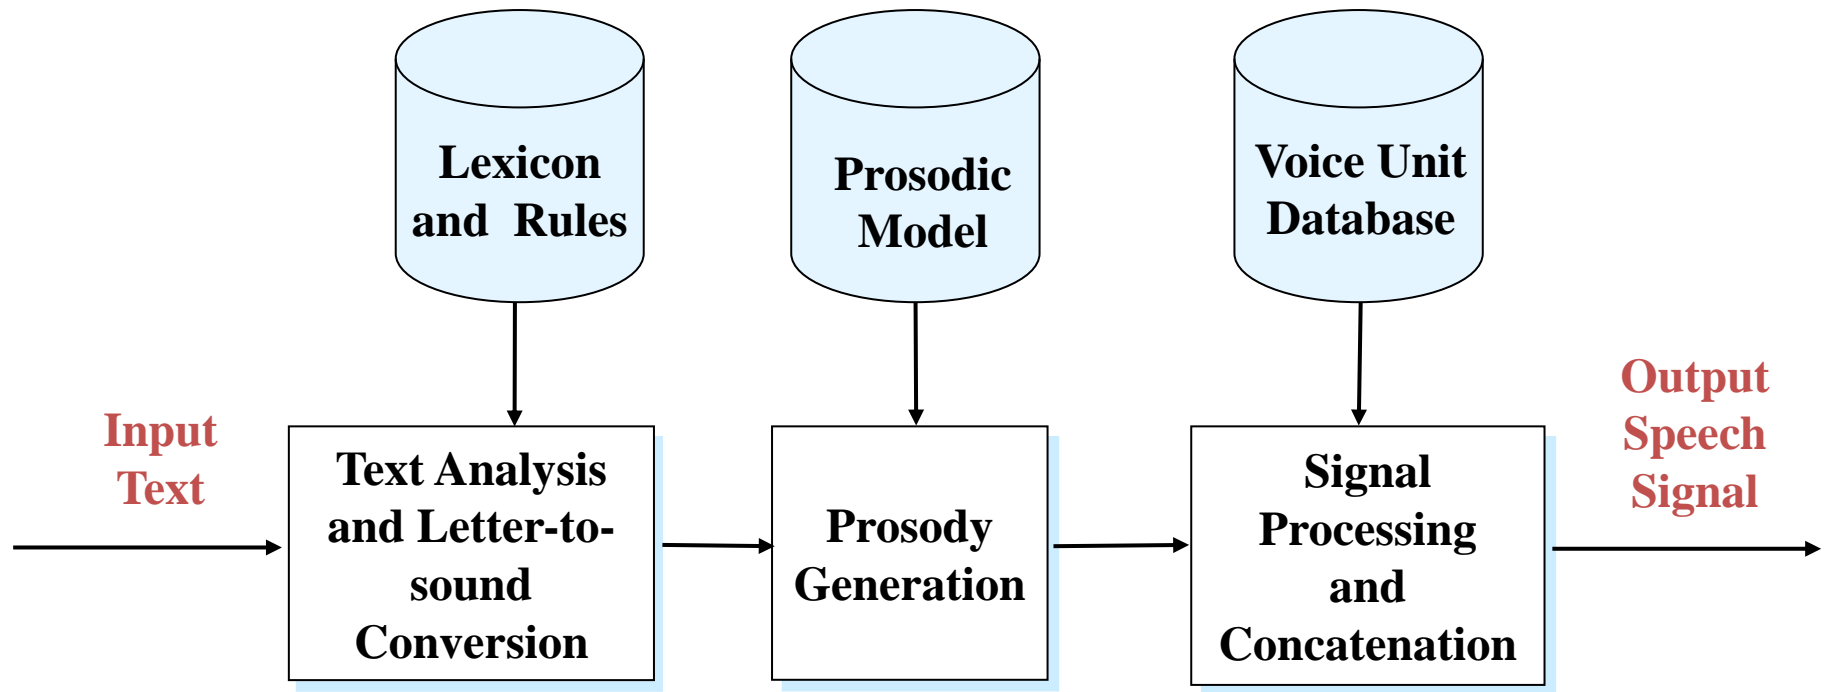 Lexicon
and Rules
Prosodic
Model
Voice Unit
Database
Input
Text
Text Analysis
and Letter-to-
sound
Conversion
Prosody
Generation
Signal
Processing
and
Concatenation
Output
Speech
Signal